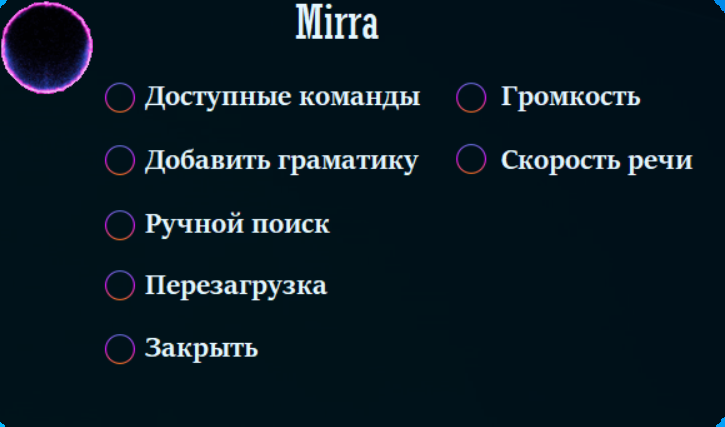 Mirra
Доступные команды
Добавить граматику
Ручной поиск
Перезагрузка
Закрыть
Громкость
Скорость речи